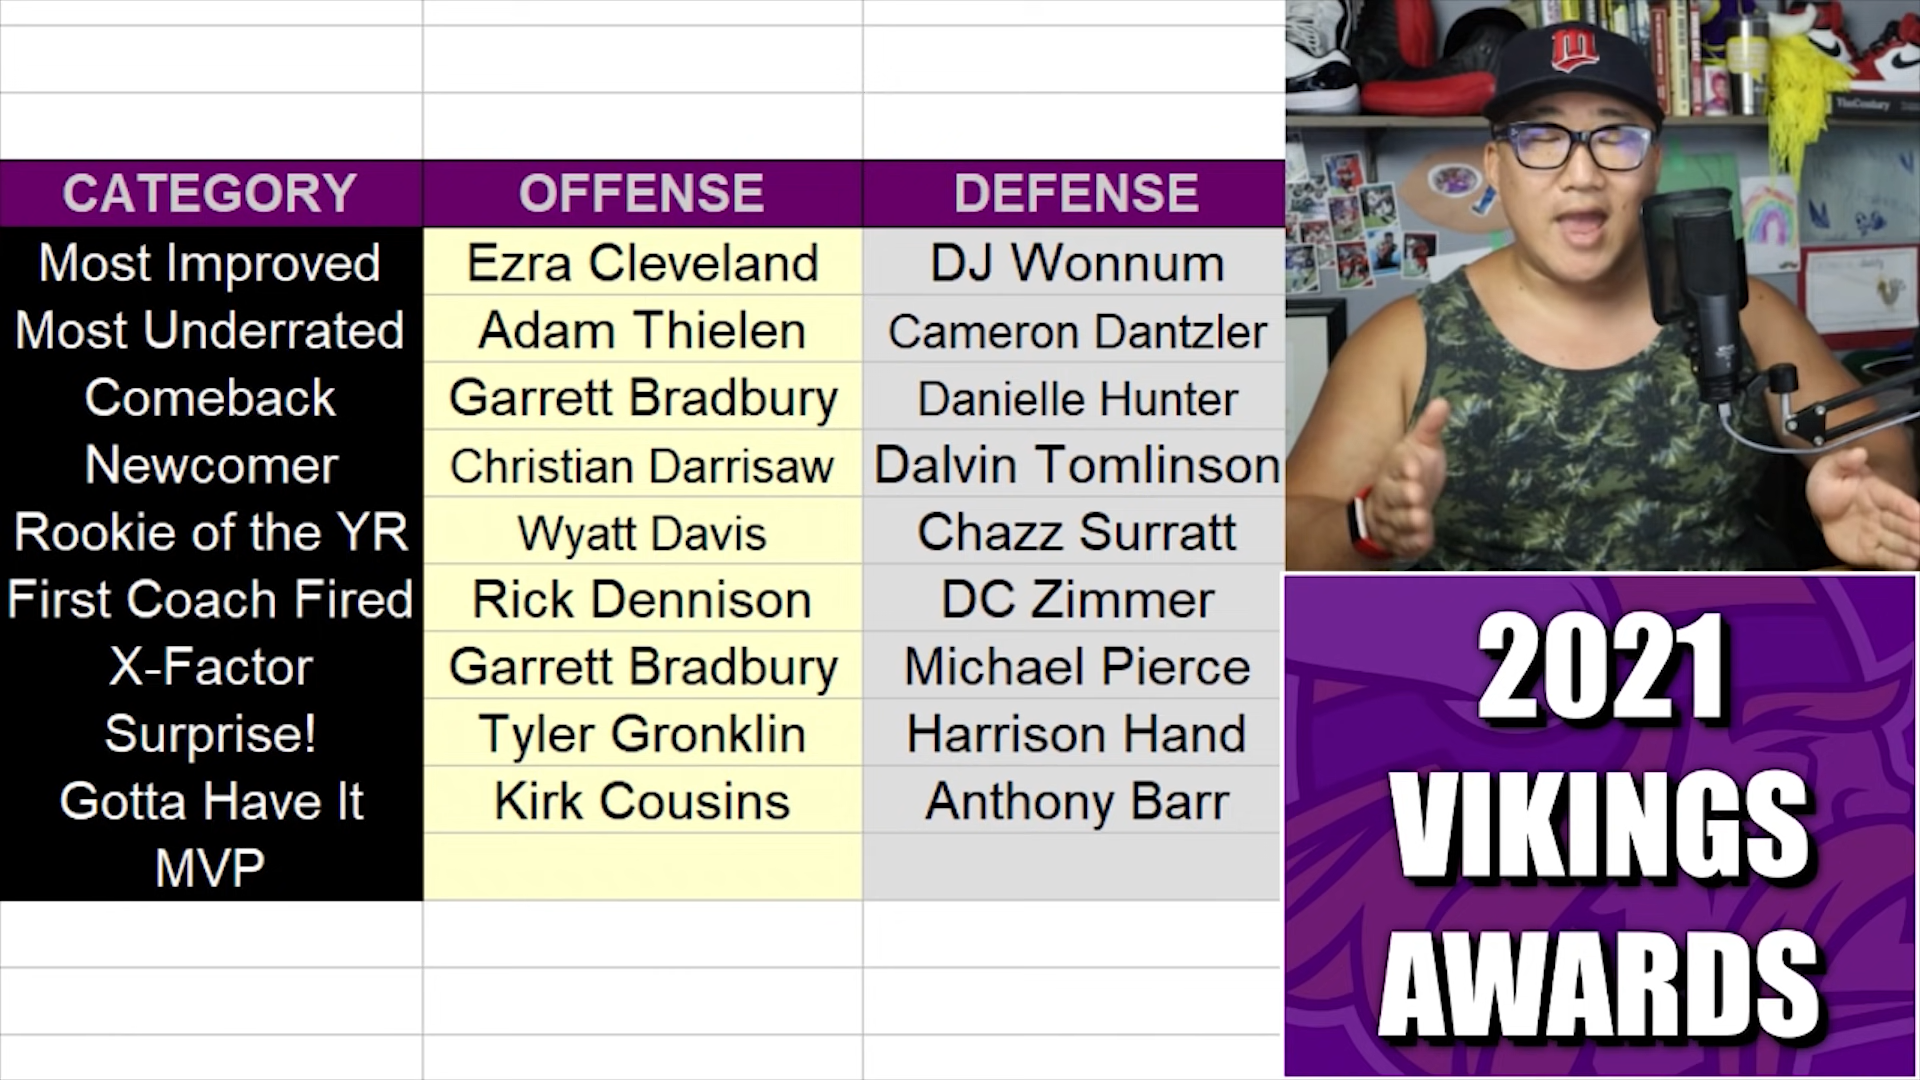 CATEGORY OFFENSE DEFENSE
Most Improved Ezra Cleveland DJ Wonnum
Most Underrated Adam Thielen Cameron Dantzler
Comeback Garrett Bradbury Danielle Hunter
Newcomer Christian Darrisaw Dalvin Tomlinson
Rookie of the YR Wyatt Davis Chazz Surratt
First Coach Fired Rick Dennison DC Zimmer
X-Factor Garrett Bradbury Michael Pierce
Surprise! Tyler Gronklin Harrison Hand
Gotta Have It Kirk Cousins Anthony Barr
MVP
TheCentury
2021
VIKINGS
AWARDS